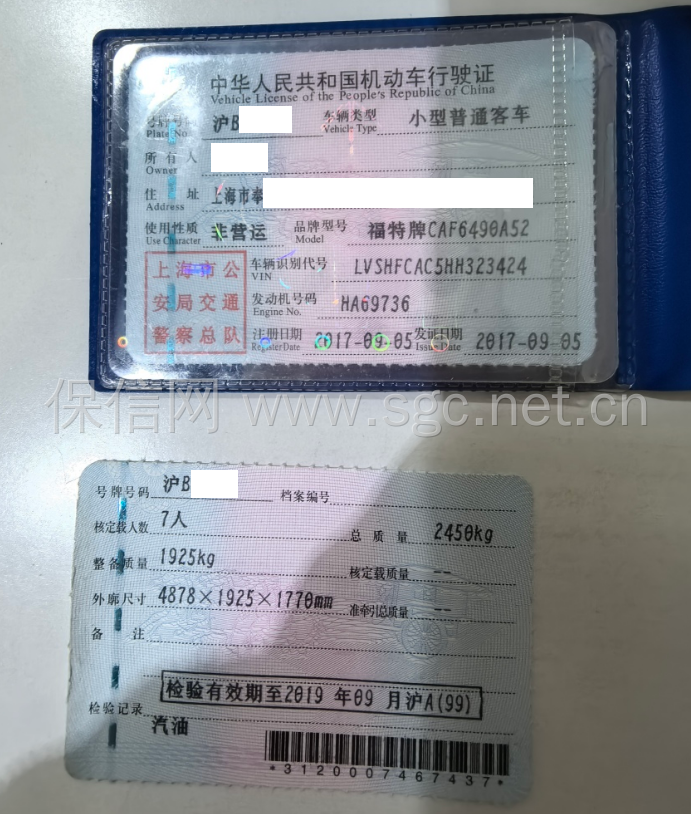 中华人民共和国机动车行驶证
Vehicle License of the People's Republic of China
号牌号码 沪B 车辆类型 小型普通客车
Plate No. Vehicle Type
所有人
Owner
住址 上海市奉
Address
使用性质 非营运 品牌型号 福特牌CAF6490A52
Use Character Model
上海市公 车辆识别代号 LVSHFCAC5HH323424
VIN
安局交通 发动机号码 HA69736
Engine No.
警察总队 注册日期 2017-09-05 发证日期 2017-09-05
Register Date Issue Date
保信网 www.sgc.net.cn
号牌号码 沪B 档案编号
核定载人数 7人 总质量 2450kg
整备质量 1925kg 核定载质量 --
外廓尺寸 4878×1925×1770mm 准牵引总质量 --
备注
检验有效期至2019年09月沪A(99)
检验记录
汽油
*3120007467437*